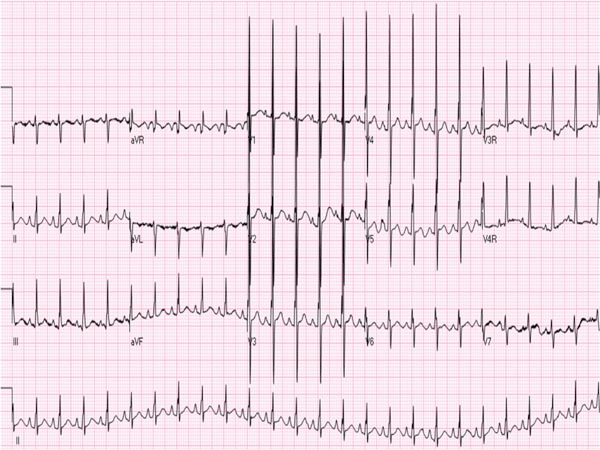 aVR V1 V4 V3R
II aVL V2 V5 V4R
III aVF V3 V6 V7
II